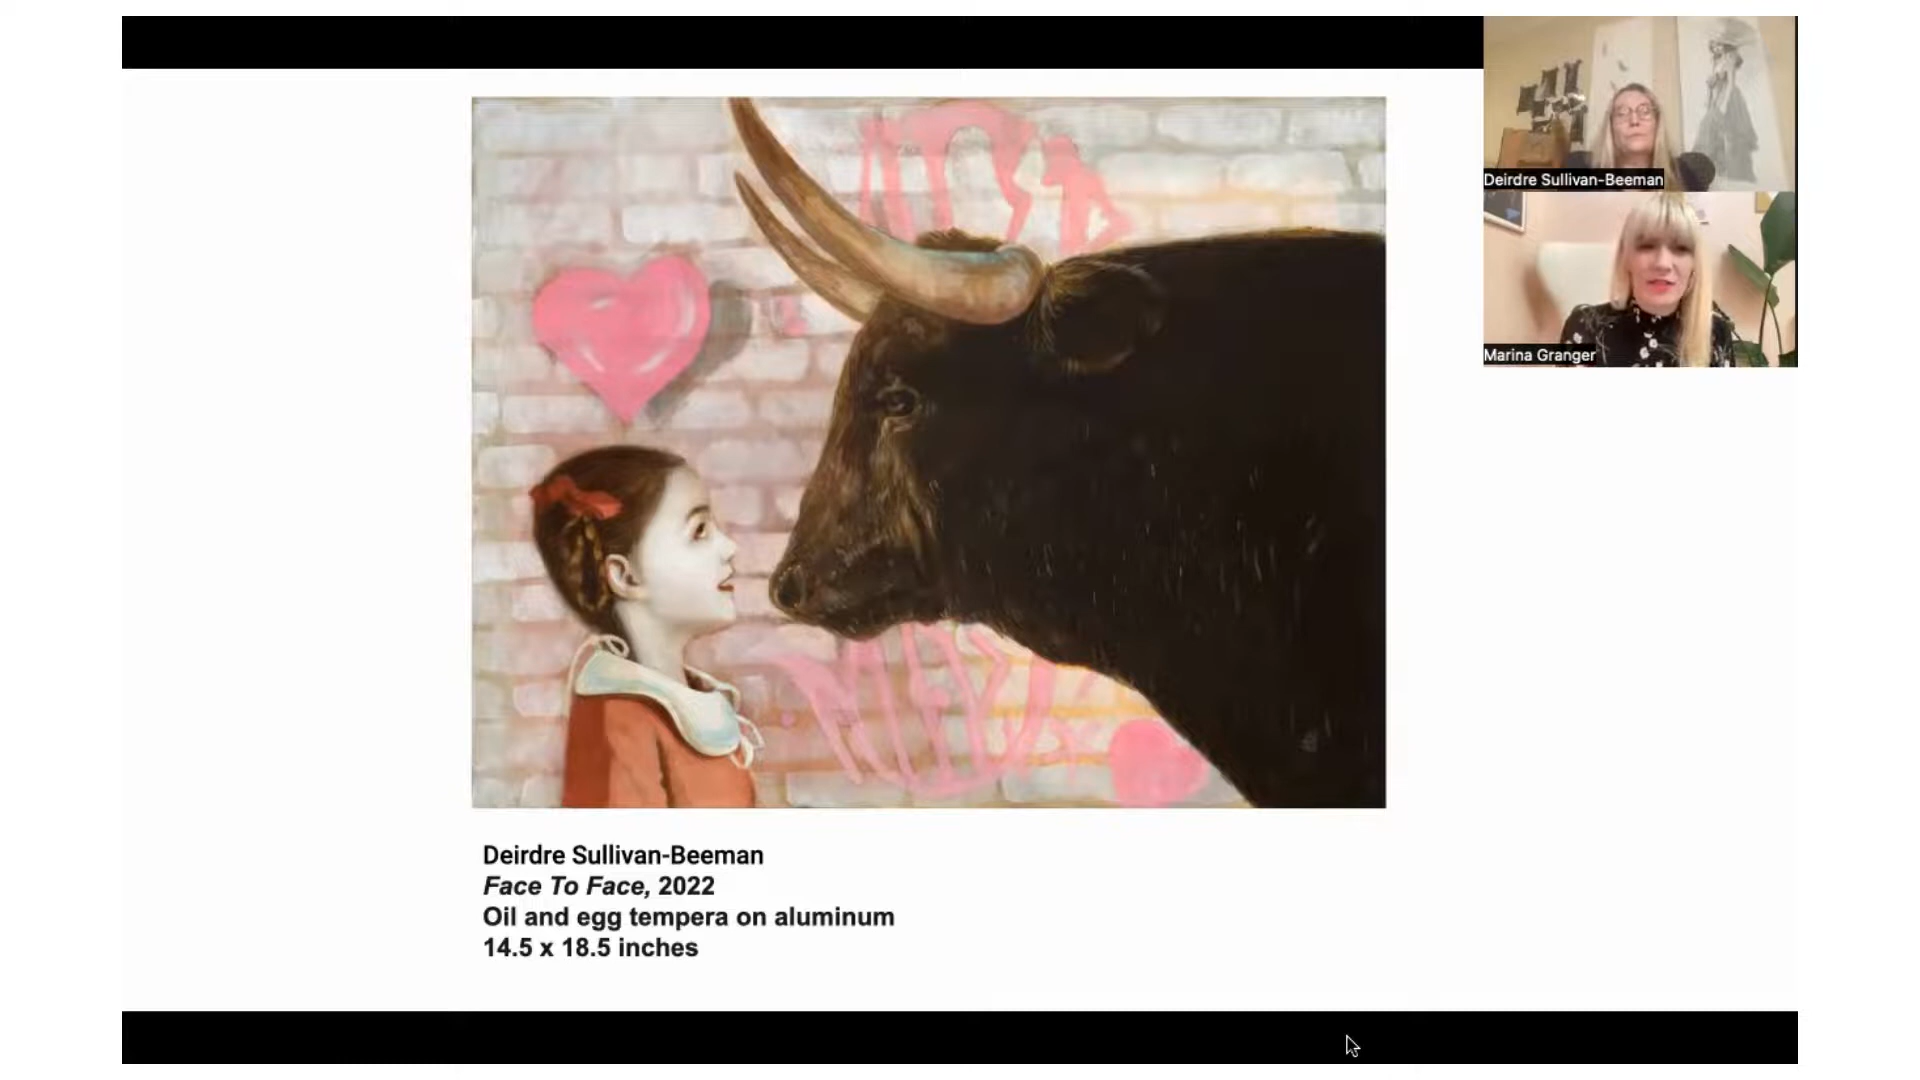 Deirdre Sullivan-Beeman
Marina Granger
Deirdre Sullivan-Beeman
Face To Face, 2022
Oil and egg tempera on aluminum
14.5 x 18.5 inches